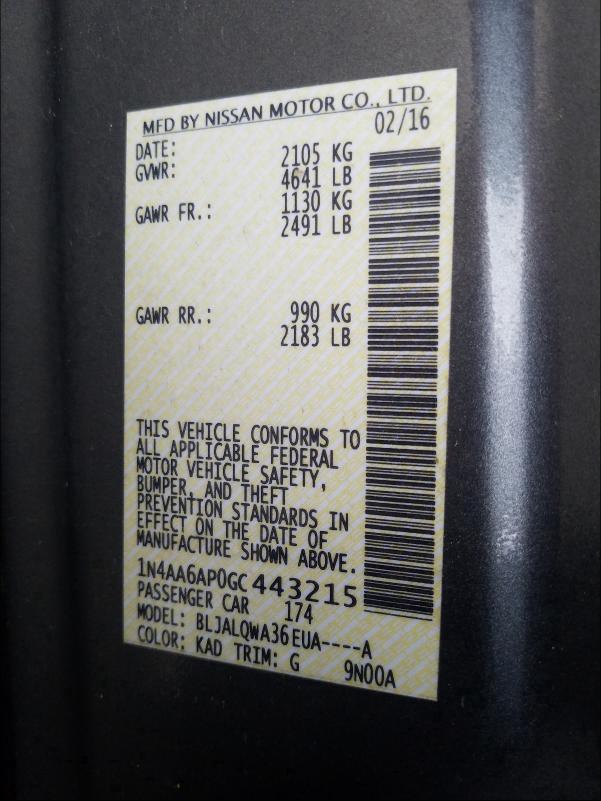 MFD BY NISSAN MOTOR CO., LTD.
DATE: 02/16
GVWR: 2105 KG
4641 LB
GAWR FR.: 1130 KG
2491 LB
GAWR RR.: 990 KG
2183 LB
THIS VEHICLE CONFORMS TO
ALL APPLICABLE FEDERAL
MOTOR VEHICLE SAFETY,
BUMPER, AND THEFT
PREVENTION STANDARDS IN
EFFECT ON THE DATE OF
MANUFACTURE SHOWN ABOVE.
1N4AA6AP0GC 443215
PASSENGER CAR 174
MODEL: BLJALQWA36EUA----A
COLOR: KAD TRIM: G 9N00A